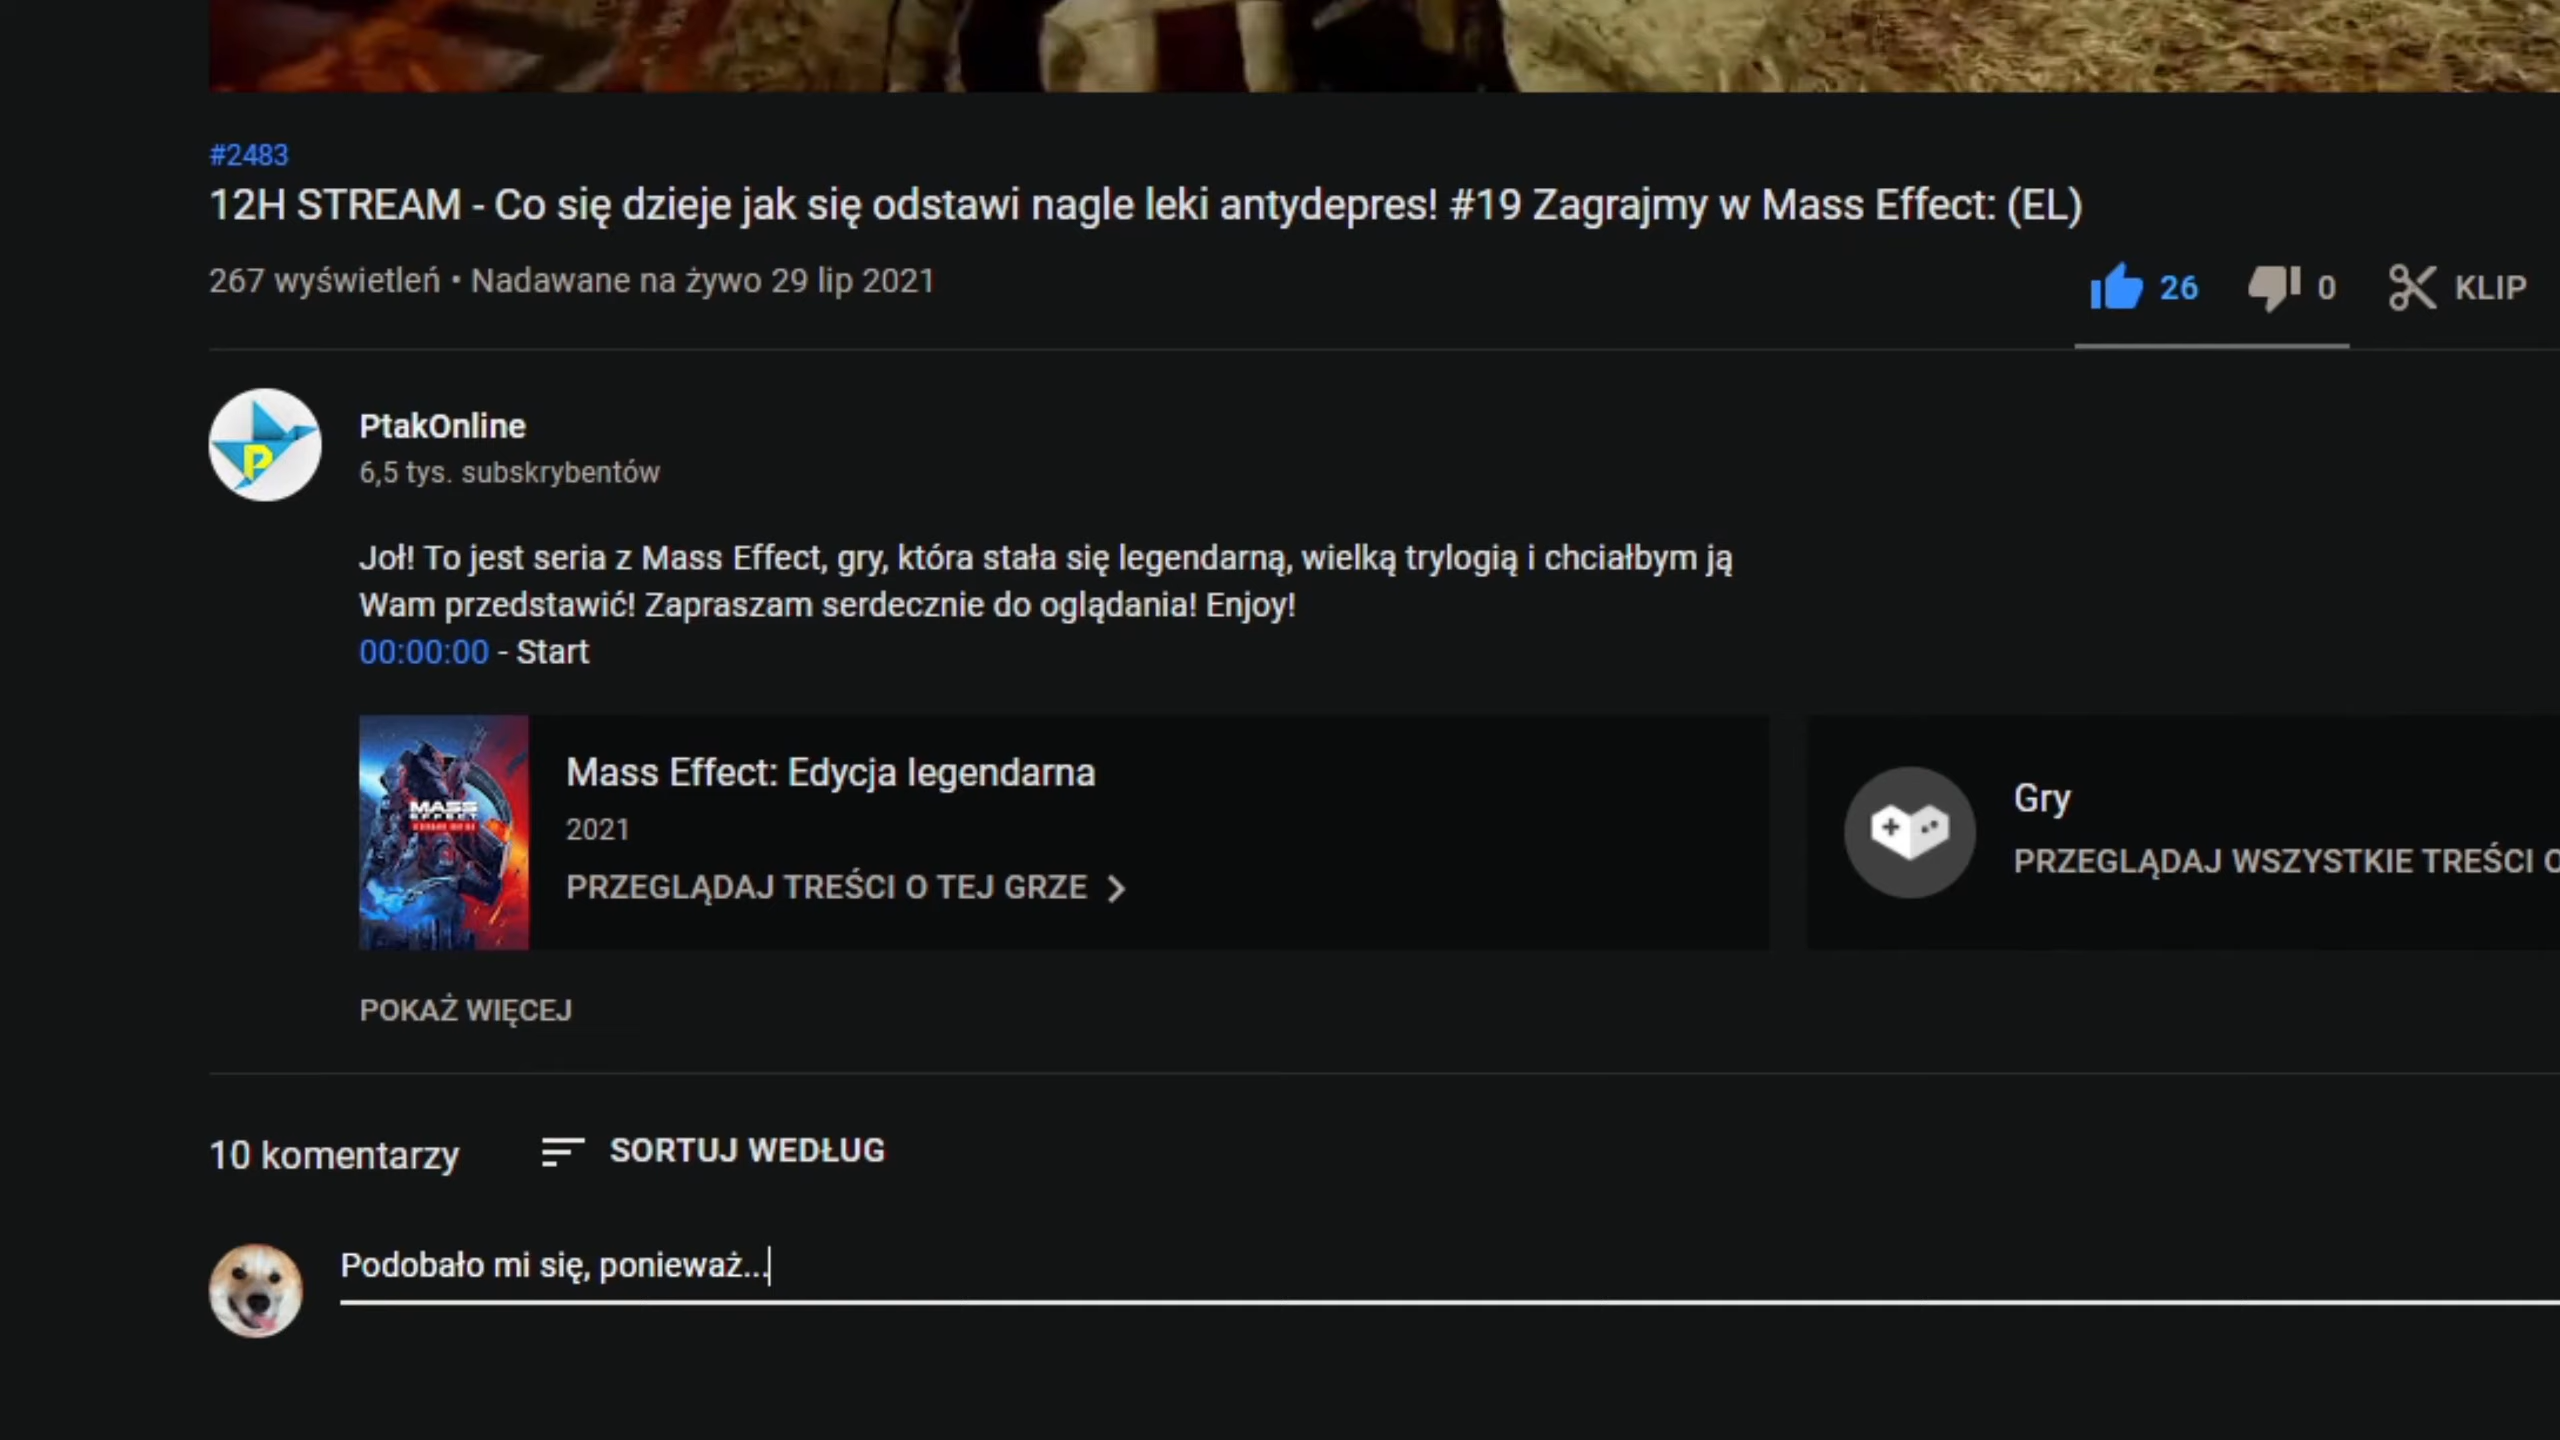 #2483
12H STREAM - Co się dzieje jak się odstawi nagle leki antydepres! #19 Zagrajmy w Mass Effect: (EL)
267 wyświetleń • Nadawane na żywo 29 lip 2021
26 0 KLIP
PtakOnline
6,5 tys. subskrybentów
Joł! To jest seria z Mass Effect, gry, która stała się legendarną, wielką trylogią i chciałbym ją
Wam przedstawić! Zapraszam serdecznie do oglądania! Enjoy!
00:00:00 - Start
MASS
EFFECT
Mass Effect: Edycja legendarna
2021
PRZEGLĄDAJ TREŚCI O TEJ GRZE
Gry
PRZEGLĄDAJ WSZYSTKIE TREŚCI O
POKAŻ WIĘCEJ
10 komentarzy
SORTUJ WEDŁUG
Podobało mi się, ponieważ...